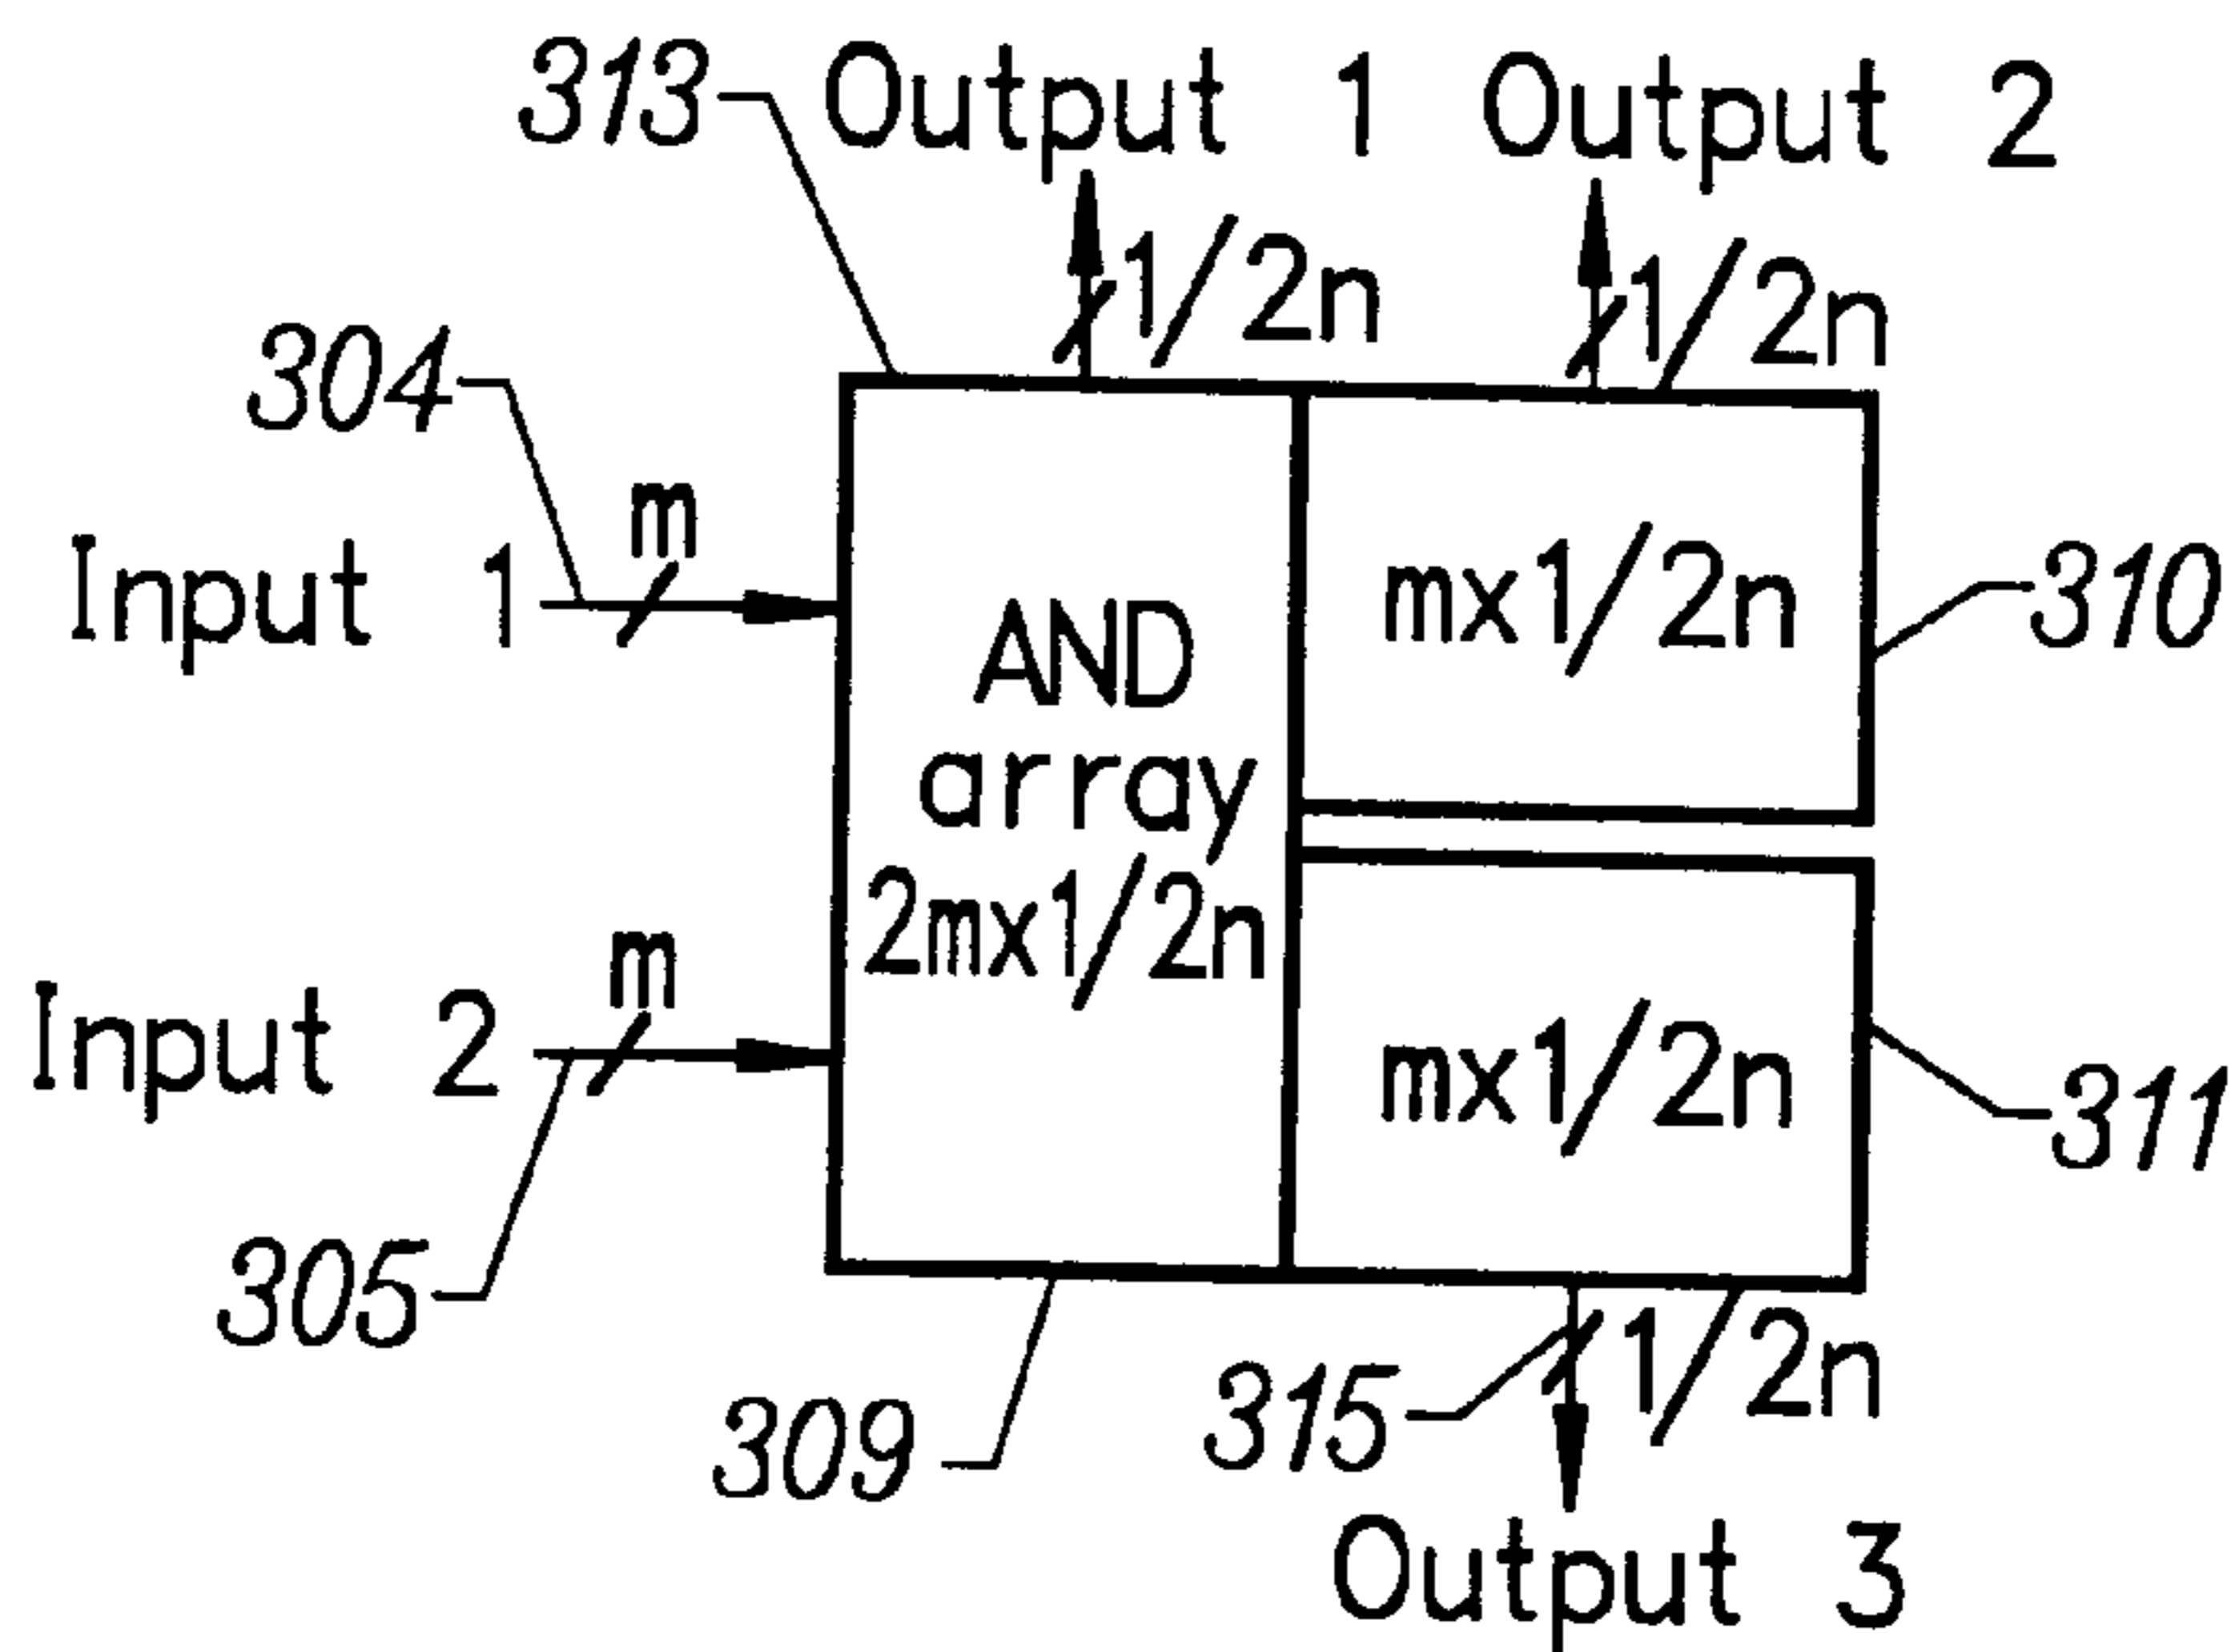 313 Output 1 Output 2
1/2n 1/2n
304
m
Input 1
AND
array
2mx1/2n
mx1/2n
310
m
Input 2
mx1/2n
311
305
309
315
1/2n
Output 3